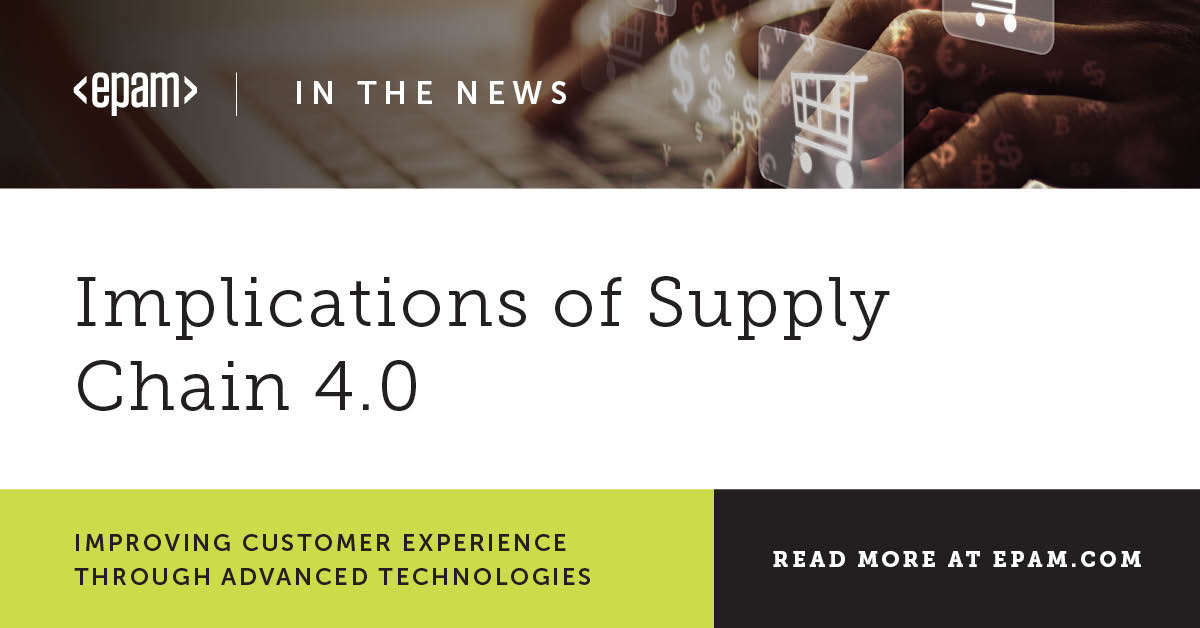 <epam> | IN THE NEWS
Implications of Supply
Chain 4.0
IMPROVING CUSTOMER EXPERIENCE
THROUGH ADVANCED TECHNOLOGIES
READ MORE AT EPAM.COM